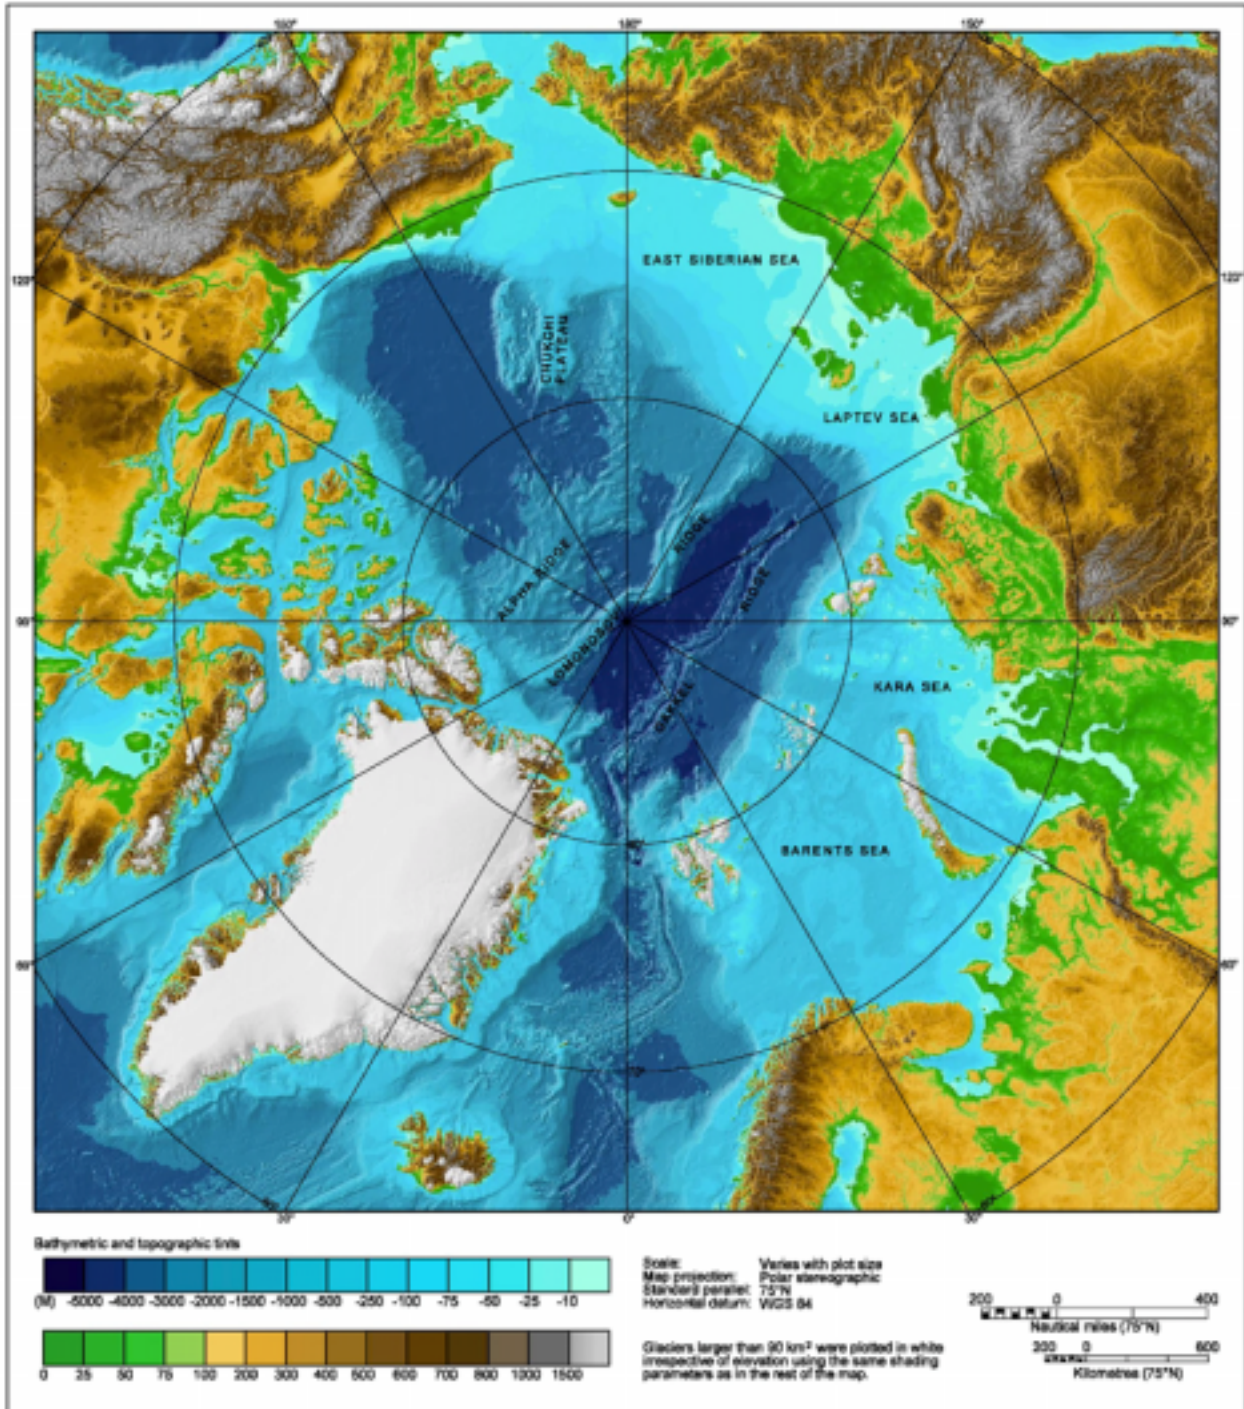 180°
150°
120°
120°
EAST SIBERIAN SEA
CHUKCHI
PLATEAU
LAPTEV SEA
RIDGE
ALPHA RIDGE
RIDGE
90°
90°
LOMONOSOV
KARA SEA
GAKKEL
BARENTS SEA
60°
70°
30°
0°
30°
Bathymetric and topographic tints
(M) -5000 -4000 -3000 -2000 -1500 -1000 -500 -250 -100 -75 -50 -25 -10
0 25 50 75 100 200 300 400 500 600 700 800 1000 1500
Scale: Varies with plot size
Map projection: Polar stereographic
Standard parallel: 75°N
Horizontal datum: WGS 84
Glaciers larger than 90 km² were plotted in white
irrespective of elevation using the same shading
parameters as in the rest of the map.
200 0 400
Nautical miles (75°N)
200 0 600
Kilometres (75°N)